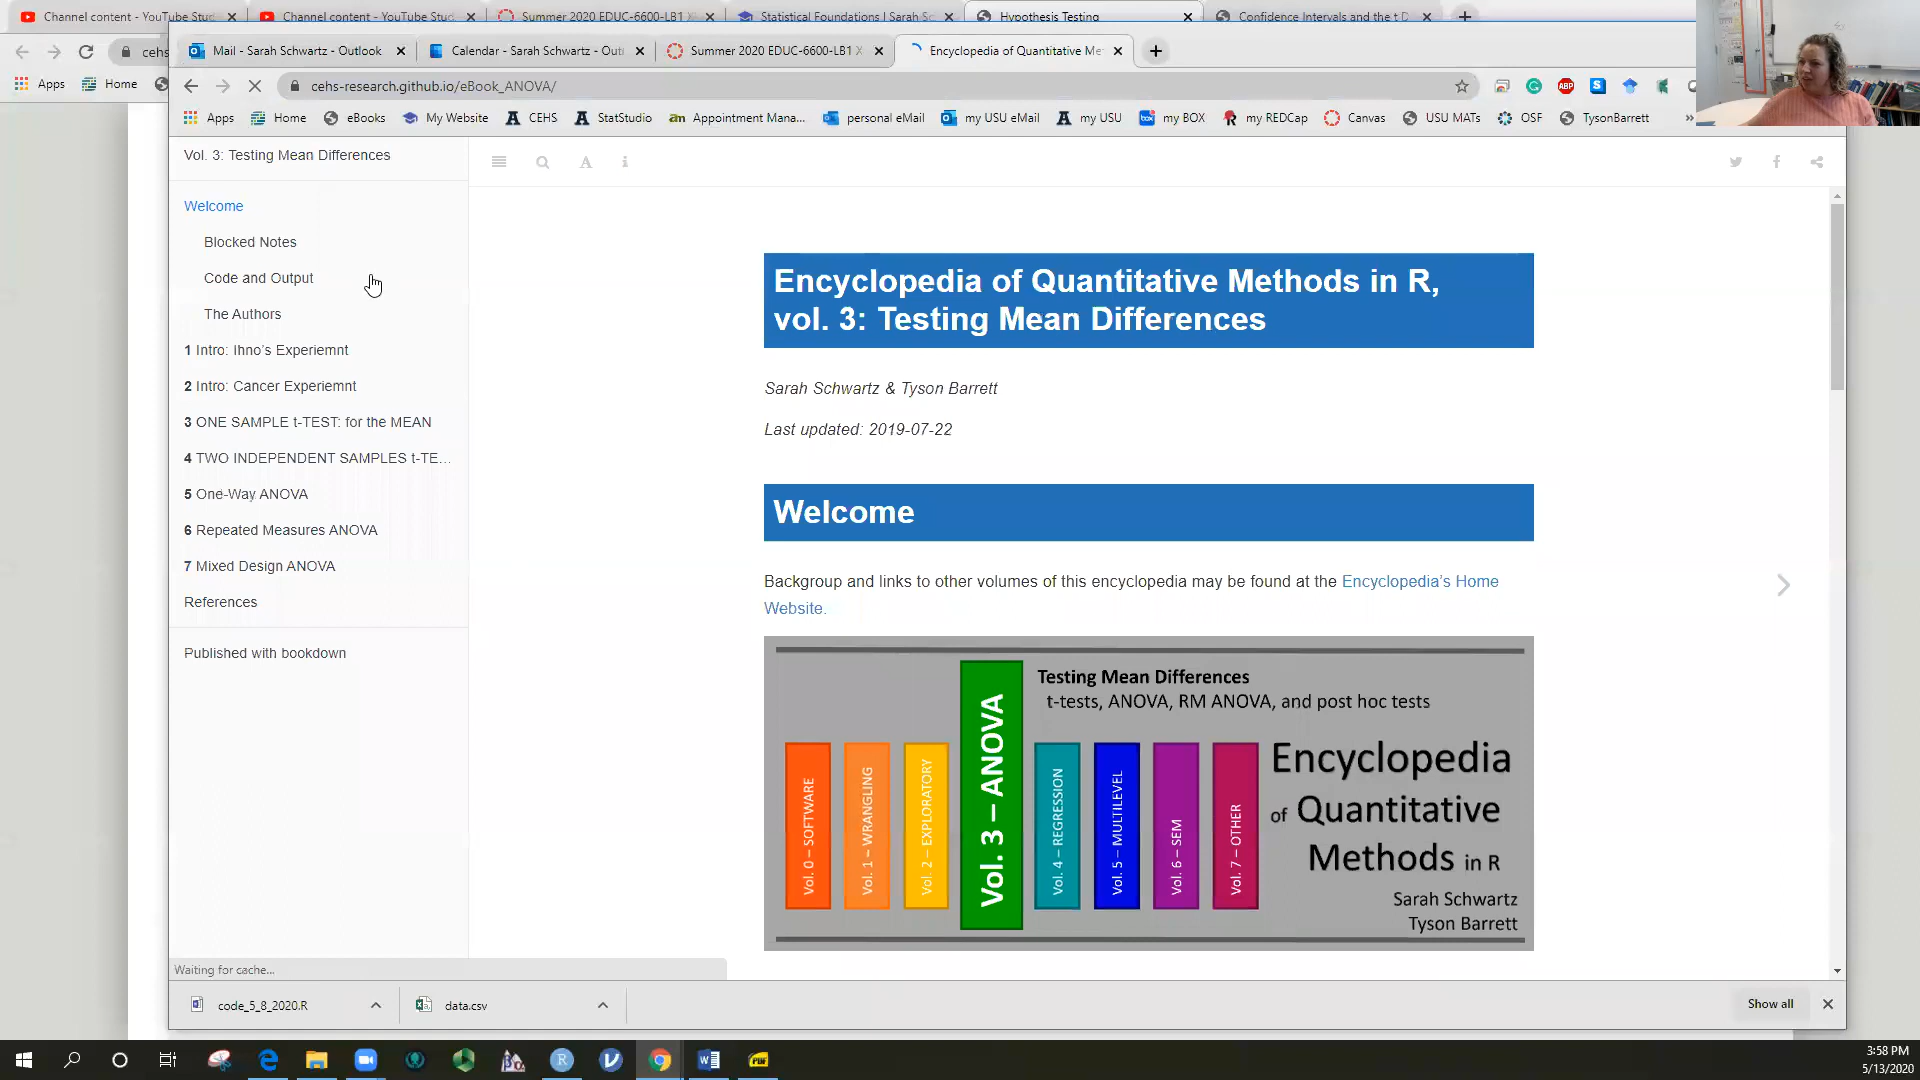 Channel content - YouTube Stud
Channel content - YouTube Stud
Summer 2020 EDUC-6600-LB1 X
Statistical Foundations | Sarah Sc
Hypothesis Testing
Confidence Intervals and the t D
Mail - Sarah Schwartz - Outlook
Calendar - Sarah Schwartz - Outl
Summer 2020 EDUC-6600-LB1 X
Encyclopedia of Quantitative Me
cehs
cehs-research.github.io/eBook_ANOVA/
Apps
Home
Apps
Home
eBooks
My Website
CEHS
StatStudio
Appointment Mana...
personal eMail
my USU eMail
my USU
my BOX
my REDCap
Canvas
USU MATs
OSF
TysonBarrett
»
Vol. 3: Testing Mean Differences
Welcome
Blocked Notes
Code and Output
The Authors
1 Intro: Ihno's Experiemnt
2 Intro: Cancer Experiemnt
3 ONE SAMPLE t-TEST: for the MEAN
4 TWO INDEPENDENT SAMPLES t-TE...
5 One-Way ANOVA
6 Repeated Measures ANOVA
7 Mixed Design ANOVA
References
Published with bookdown
Encyclopedia of Quantitative Methods in R,
vol. 3: Testing Mean Differences
Sarah Schwartz & Tyson Barrett
Last updated: 2019-07-22
Welcome
Backgroup and links to other volumes of this encyclopedia may be found at the Encyclopedia's Home
Website.
Testing Mean Differences
t-tests, ANOVA, RM ANOVA, and post hoc tests
Vol. 0 – SOFTWARE
Vol. 1 – WRANGLING
Vol. 2 – EXPLORATORY
Vol. 3 – ANOVA
Vol. 4 – REGRESSION
Vol. 5 – MULTILEVEL
Vol. 6 – SEM
Vol. 7 – OTHER
Encyclopedia
of Quantitative
Methods in R
Sarah Schwartz
Tyson Barrett
Waiting for cache...
code_5_8_2020.R
data.csv
Show all
3:58 PM
5/13/2020